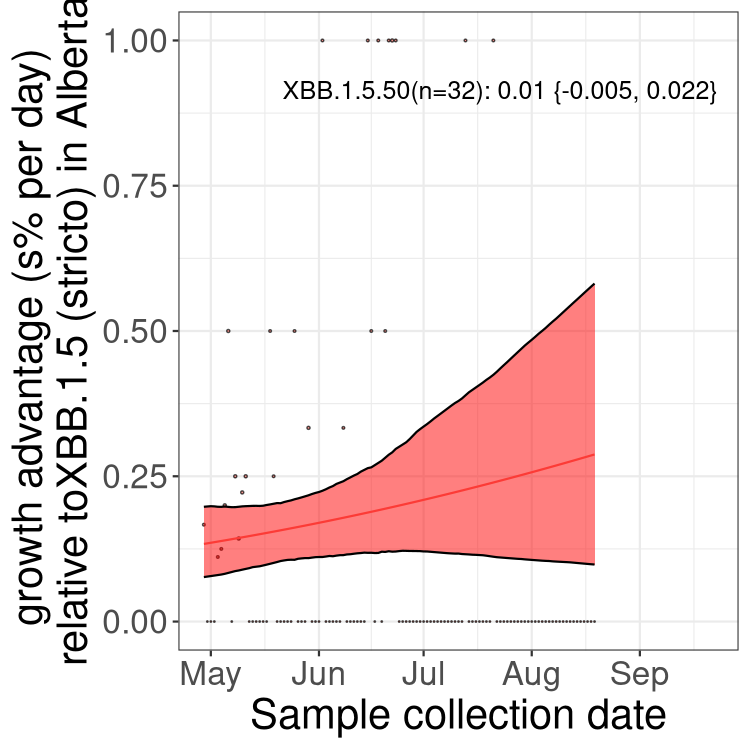 growth advantage (s% per day)
relative toXBB.1.5 (stricto) in Alberta
1.00
0.75
0.50
0.25
0.00
XBB.1.5.50(n=32): 0.01 {-0.005, 0.022}
May Jun Jul Aug Sep
Sample collection date